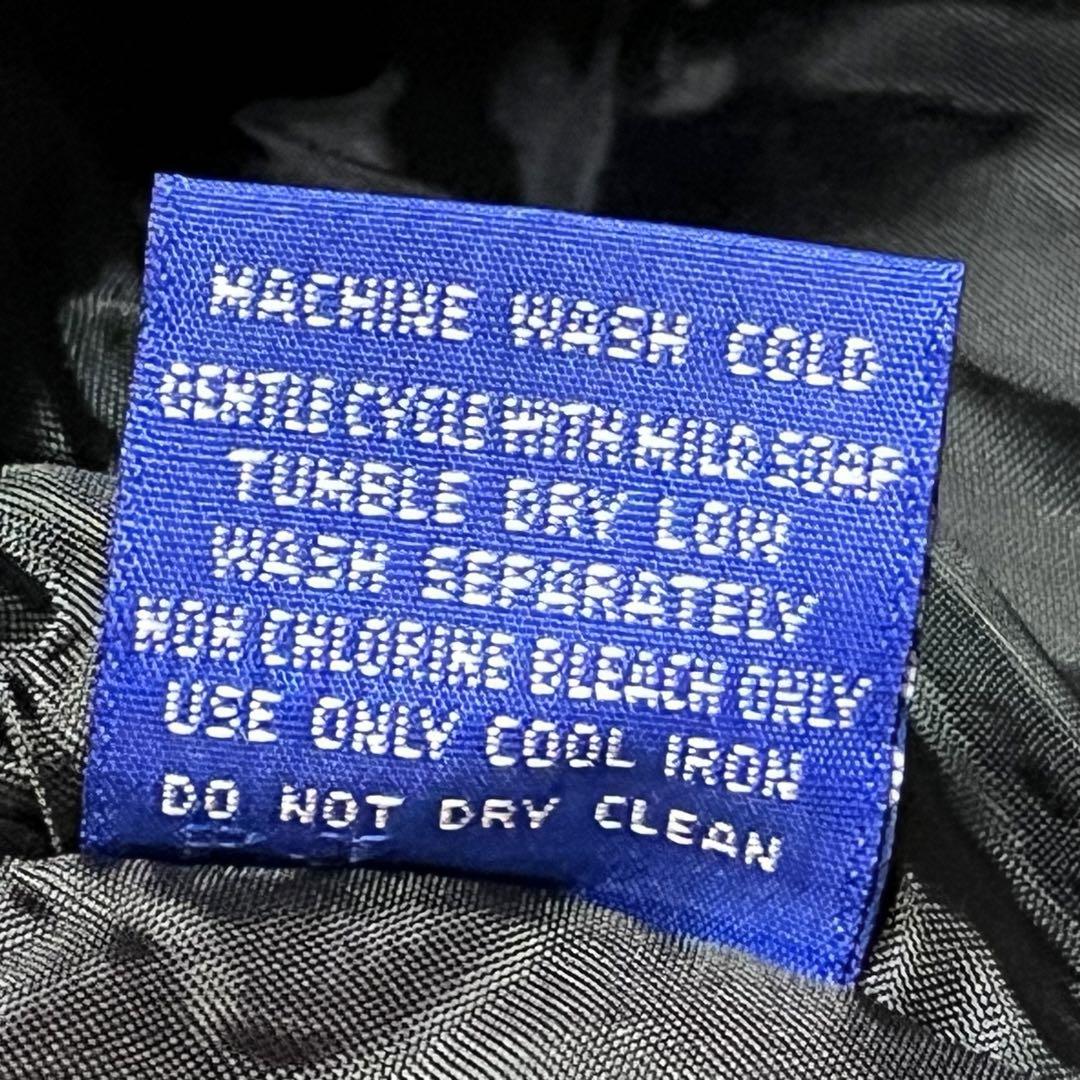 MACHINE WASH COLD
GENTLE CYCLE WITH MILD SOAP
TUMBLE DRY LOW
WASH SEPARATELY
NON CHLORINE BLEACH ONLY
USE ONLY COOL IRON
DO NOT DRY CLEAN